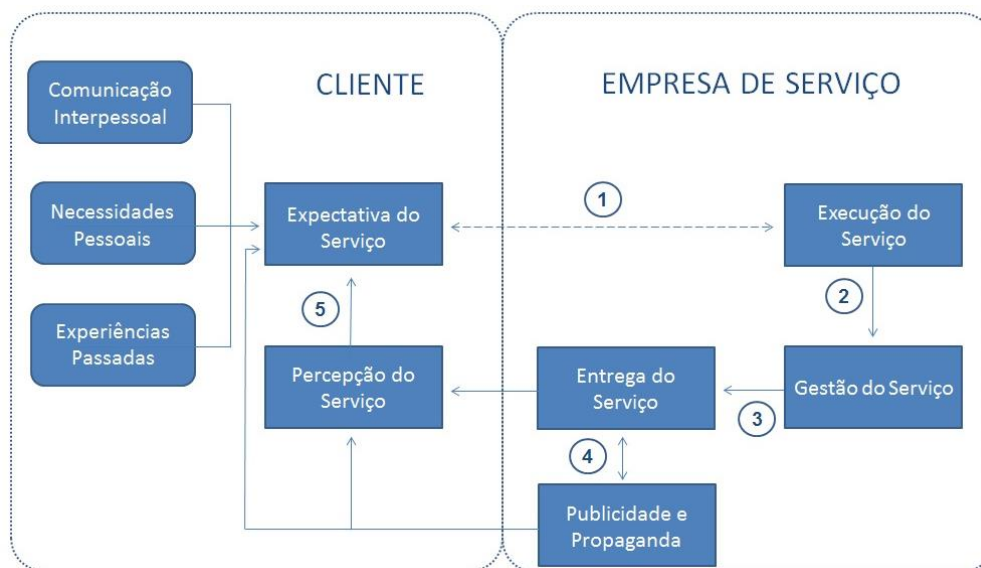 CLIENTE
EMPRESA DE SERVIÇO
Comunicação
Interpessoal
Necessidades
Pessoais
Experiências
Passadas
Expectativa do
Serviço
1
Execução do
Serviço
2
5
Percepção do
Serviço
Entrega do
Serviço
3
Gestão do Serviço
4
Publicidade e
Propaganda